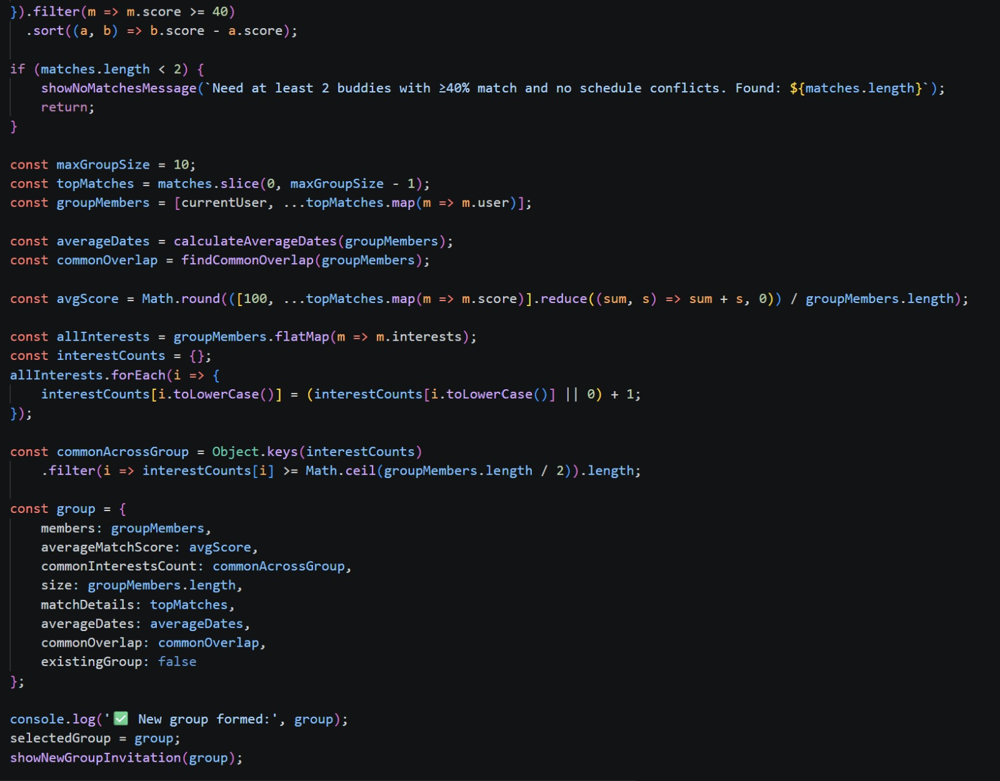 }).filter(m => m.score >= 40)
  .sort((a, b) => b.score - a.score);

if (matches.length < 2) {
    showNoMatchesMessage(`Need at least 2 buddies with ≥40% match and no schedule conflicts. Found: ${matches.length}`);
    return;
}

const maxGroupSize = 10;
const topMatches = matches.slice(0, maxGroupSize - 1);
const groupMembers = [currentUser, ...topMatches.map(m => m.user)];

const averageDates = calculateAverageDates(groupMembers);
const commonOverlap = findCommonOverlap(groupMembers);

const avgScore = Math.round(([100, ...topMatches.map(m => m.score)].reduce((sum, s) => sum + s, 0)) / groupMembers.length);

const allInterests = groupMembers.flatMap(m => m.interests);
const interestCounts = {};
allInterests.forEach(i => {
    interestCounts[i.toLowerCase()] = (interestCounts[i.toLowerCase()] || 0) + 1;
});

const commonAcrossGroup = Object.keys(interestCounts)
    .filter(i => interestCounts[i] >= Math.ceil(groupMembers.length / 2)).length;

const group = {
    members: groupMembers,
    averageMatchScore: avgScore,
    commonInterestsCount: commonAcrossGroup,
    size: groupMembers.length,
    matchDetails: topMatches,
    averageDates: averageDates,
    commonOverlap: commonOverlap,
    existingGroup: false
};

console.log('✅ New group formed:', group);
selectedGroup = group;
showNewGroupInvitation(group);